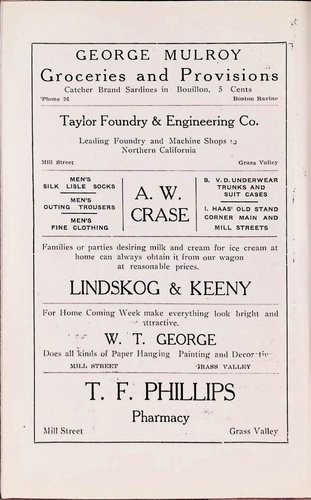 GEORGE MULROY
Groceries and Provisions
Catcher Brand Sardines in Bouillon, 5 Cents
'Phone 26 Boston Ravine
Taylor Foundry & Engineering Co.
Leading Foundry and Machine Shops
Northern California
Mill Street Grass Valley
MEN'S
SILK LISLE SOCKS
MEN'S
OUTING TROUSERS
MEN'S
FINE CLOTHING
A. W.
CRASE
B. V. D. UNDERWEAR
TRUNKS AND
SUIT CASES
I. HAAS' OLD STAND
CORNER MAIN AND
MILL STREETS
Families or parties desiring milk and cream for ice cream at
home can always obtain it from our wagon
at reasonable prices.
LINDSKOG & KEENY
For Home Coming Week make everything look bright and
attractive.
W. T. GEORGE
Does all kinds of Paper Hanging Painting and Decorating
MILL STREET GRASS VALLEY
T. F. PHILLIPS
Pharmacy
Mill Street Grass Valley